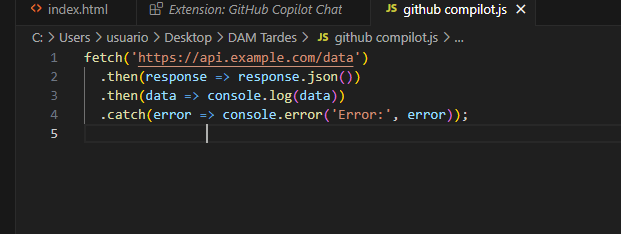 <> index.html Extension: GitHub Copilot Chat JS github compilot.js ×
C: > Users > usuario > Desktop > DAM Tardes > JS github compilot.js > ...
1 fetch('https://api.example.com/data')
2 .then(response => response.json())
3 .then(data => console.log(data))
4 .catch(error => console.error('Error:', error));
5